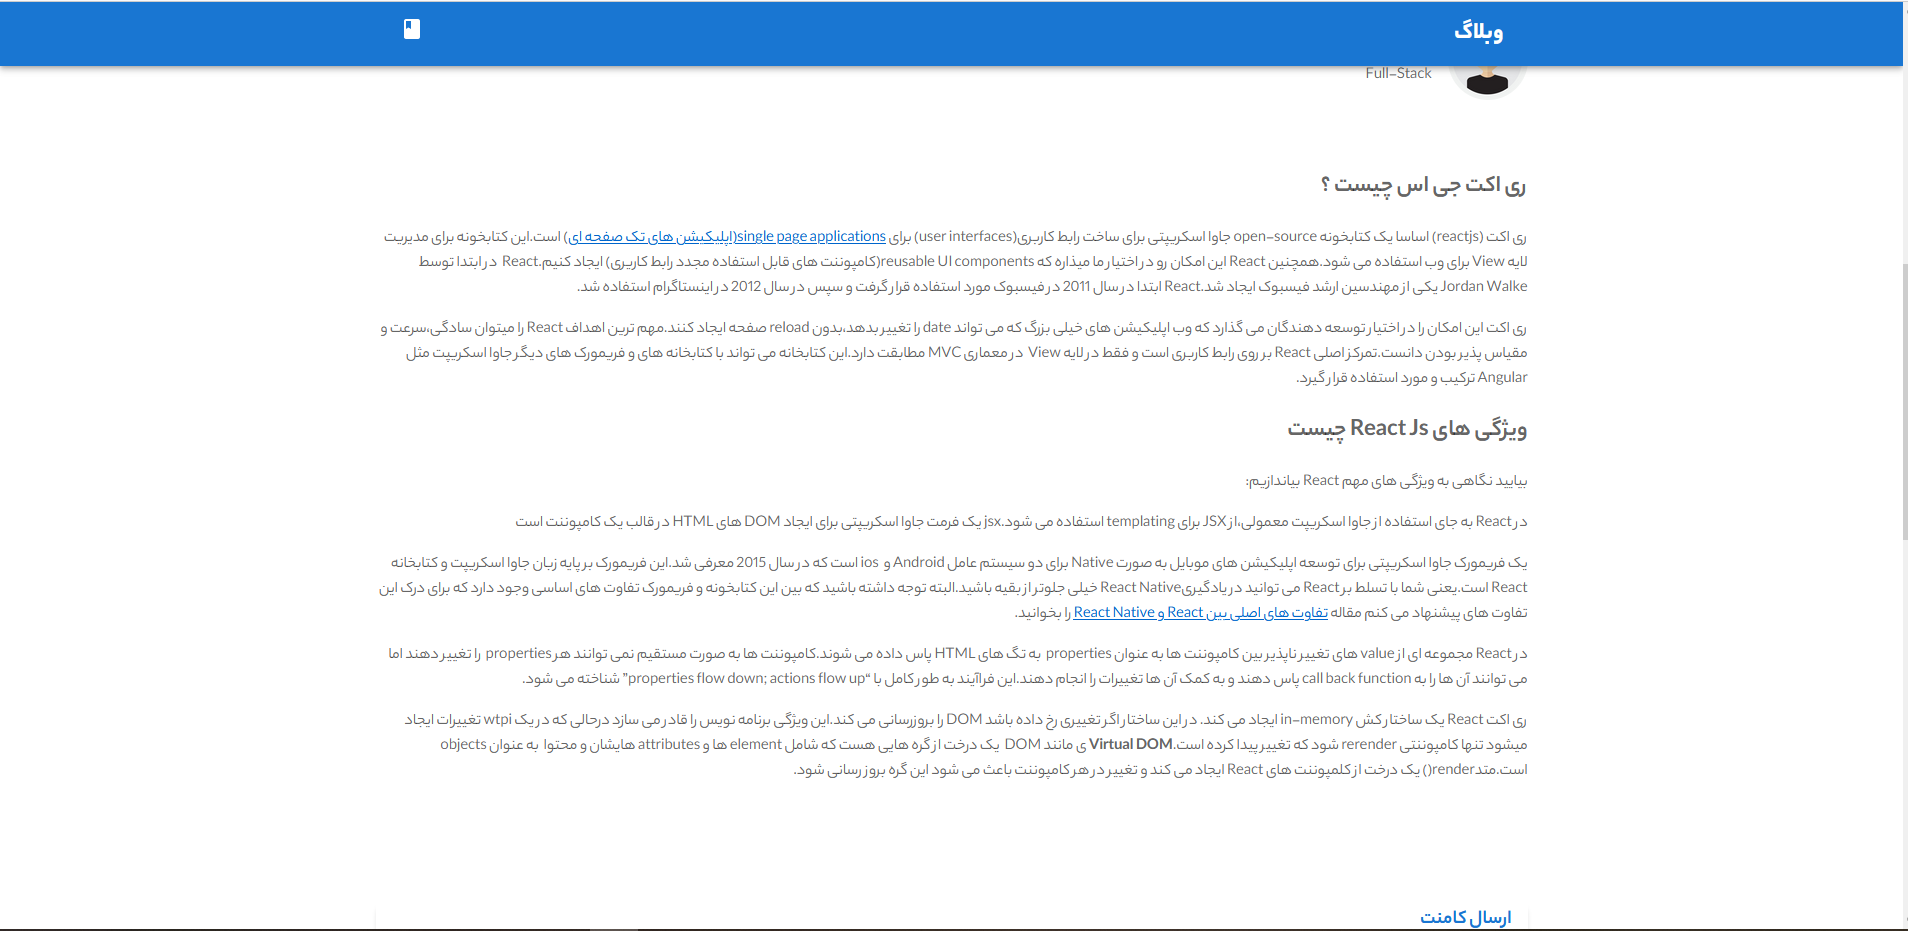 وبلاگ
Full-Stack
ری اکت جی اس چیست ؟
ری اکت (reactjs) اساسا یک کتابخونه open-source جاوا اسکریپتی برای ساخت رابط کاربری(user interfaces) برای single page applications(اپلیکیشن های تک صفحه ای) است.این کتابخونه برای مدیریت
لایه View برای وب استفاده می شود.همچنین React این امکان رو در اختیار ما میذاره که reusable UI components(کامپوننت های قابل استفاده مجدد رابط کاربری) ایجاد کنیم.React در ابتدا توسط
Jordan Walke یکی از مهندسین ارشد فیسبوک ایجاد شد.React ابتدا در سال 2011 در فیسبوک مورد استفاده قرار گرفت و سپس در سال 2012 در اینستاگرام استفاده شد.
ری اکت این امکان را در اختیار توسعه دهندگان می گذارد که وب اپلیکیشن های خیلی بزرگ که می تواند date را تغییر بدهد،بدون reload صفحه ایجاد کنند.مهم ترین اهداف React را میتوان سادگی،سرعت و
مقیاس پذیر بودن دانست.تمرکز اصلی React بر روی رابط کاربری است و فقط در لایه View در معماری MVC مطابقت دارد.این کتابخانه می تواند با کتابخانه های و فریمورک های دیگر جاوا اسکریپت مثل
Angular ترکیب و مورد استفاده قرار گیرد.
ویژگی های React Js چیست
بیایید نگاهی به ویژگی های مهم React بیاندازیم:
در React به جای استفاده از جاوا اسکریپت معمولی،از JSX برای templating استفاده می شود.jsx یک فرمت جاوا اسکریپتی برای ایجاد DOM های HTML در قالب یک کامپوننت است
یک فریمورک جاوا اسکریپتی برای توسعه اپلیکیشن های موبایل به صورت Native برای دو سیستم عامل Android و ios است که در سال 2015 معرفی شد.این فریمورک بر پایه زبان جاوا اسکریپت و کتابخانه
React است.یعنی شما با تسلط بر React می توانید در یادگیریReact Native خیلی جلوتر از بقیه باشید.البته توجه داشته باشید که بین این کتابخونه و فریمورک تفاوت های اساسی وجود دارد که برای درک این
تفاوت های پیشنهاد می کنم مقاله تفاوت های اصلی بین React و React Native را بخوانید.
در React مجموعه ای از value های تغییر ناپذیر بین کامپوننت ها به عنوان properties به تگ های HTML پاس داده می شوند.کامپوننت ها به صورت مستقیم نمی توانند هر properties را تغییر دهند اما
می توانند آن ها را به call back function پاس دهند و به کمک آن ها تغییرات را انجام دهند.این فراآیند به طور کامل با “properties flow down; actions flow up” شناخته می شود.
ری اکت React یک ساختار کش in-memory ایجاد می کند. در این ساختار اگر تغییری رخ داده باشد DOM را بروزرسانی می کند.این ویژگی برنامه نویس را قادر می سازد درحالی که در یک wtpi تغییرات ایجاد
میشود تنها کامپوننتی rerender شود که تغییر پیدا کرده است.Virtual DOM ی مانند DOM یک درخت از گره هایی هست که شامل element ها و attributes هایشان و محتوا به عنوان objects
است.متدrender() یک درخت از کلمپوننت های React ایجاد می کند و تغییر در هر کامپوننت باعث می شود این گره بروز رسانی شود.
ارسال کامنت